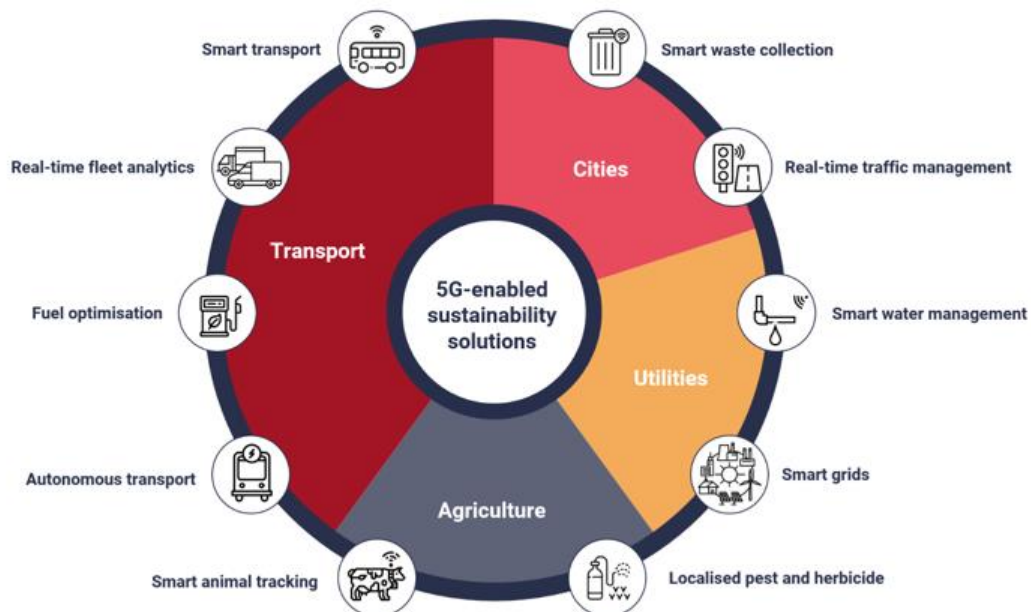 Smart transport
Smart waste collection
Real-time fleet analytics
Cities
Real-time traffic management
Transport
5G-enabled
sustainability
solutions
Fuel optimisation
Smart water management
Utilities
Autonomous transport
Smart grids
Agriculture
Smart animal tracking
Localised pest and herbicide